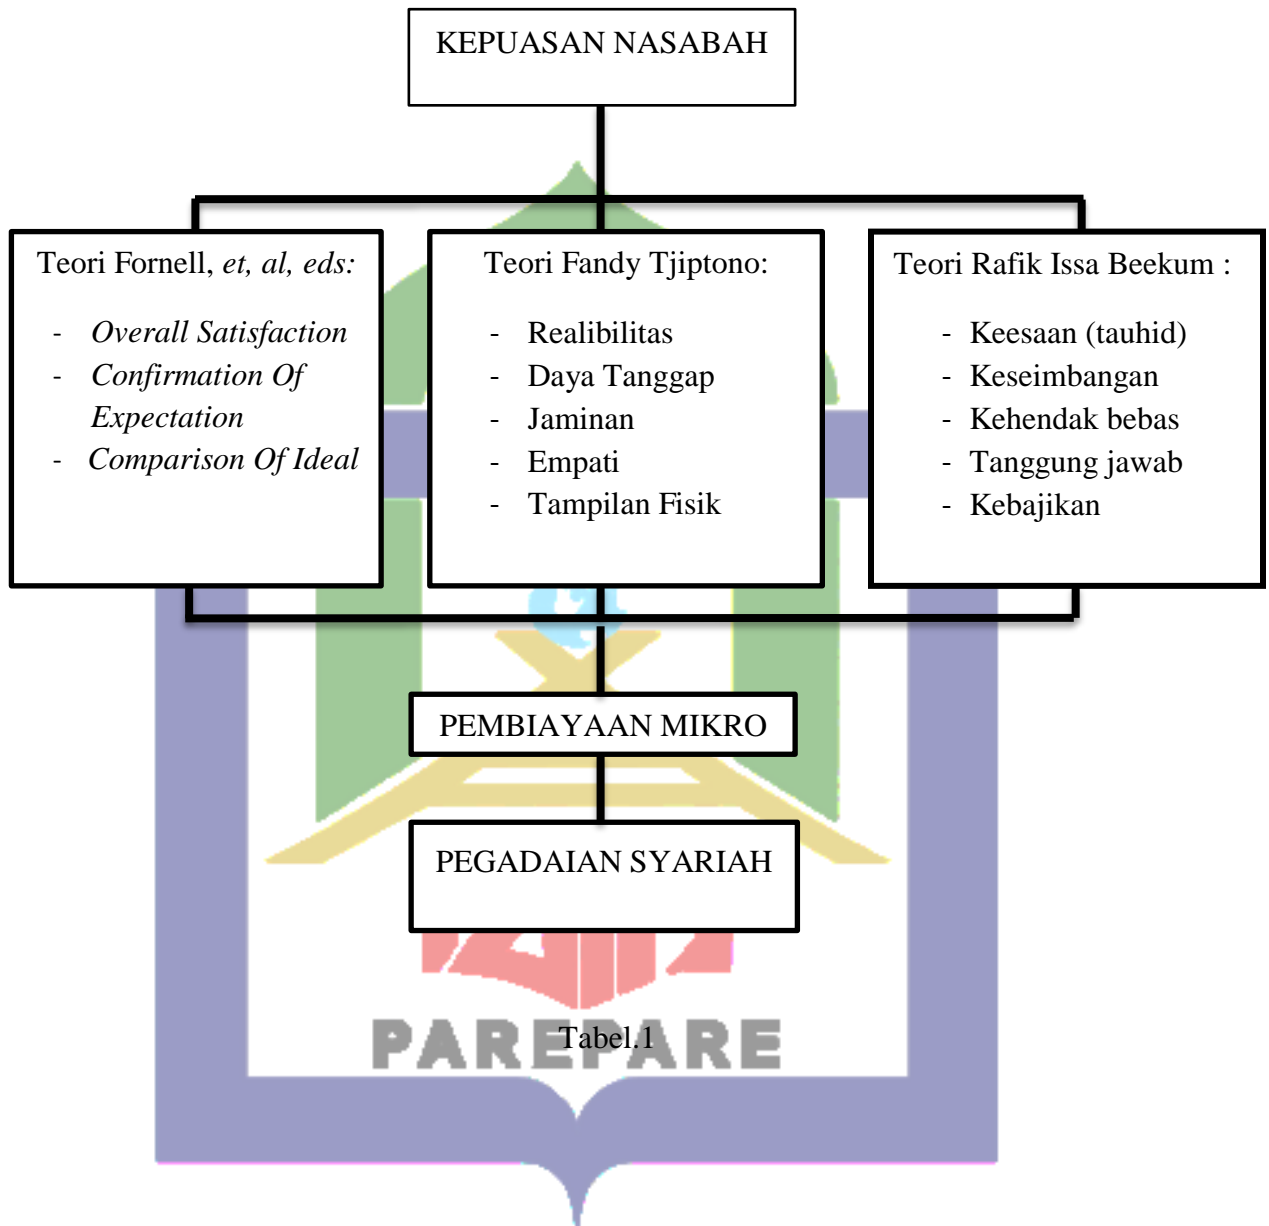 KEPUASAN NASABAH
Teori Fornell, et, al, eds:
- Overall Satisfaction
- Confirmation Of
Expectation
- Comparison Of Ideal
Teori Fandy Tjiptono:
- Realibilitas
- Daya Tanggap
- Jaminan
- Empati
- Tampilan Fisik
Teori Rafik Issa Beekum :
- Keesaan (tauhid)
- Keseimbangan
- Kehendak bebas
- Tanggung jawab
- Kebajikan
PEMBIAYAAN MIKRO
PEGADAIAN SYARIAH
PAREPARE
Tabel.1